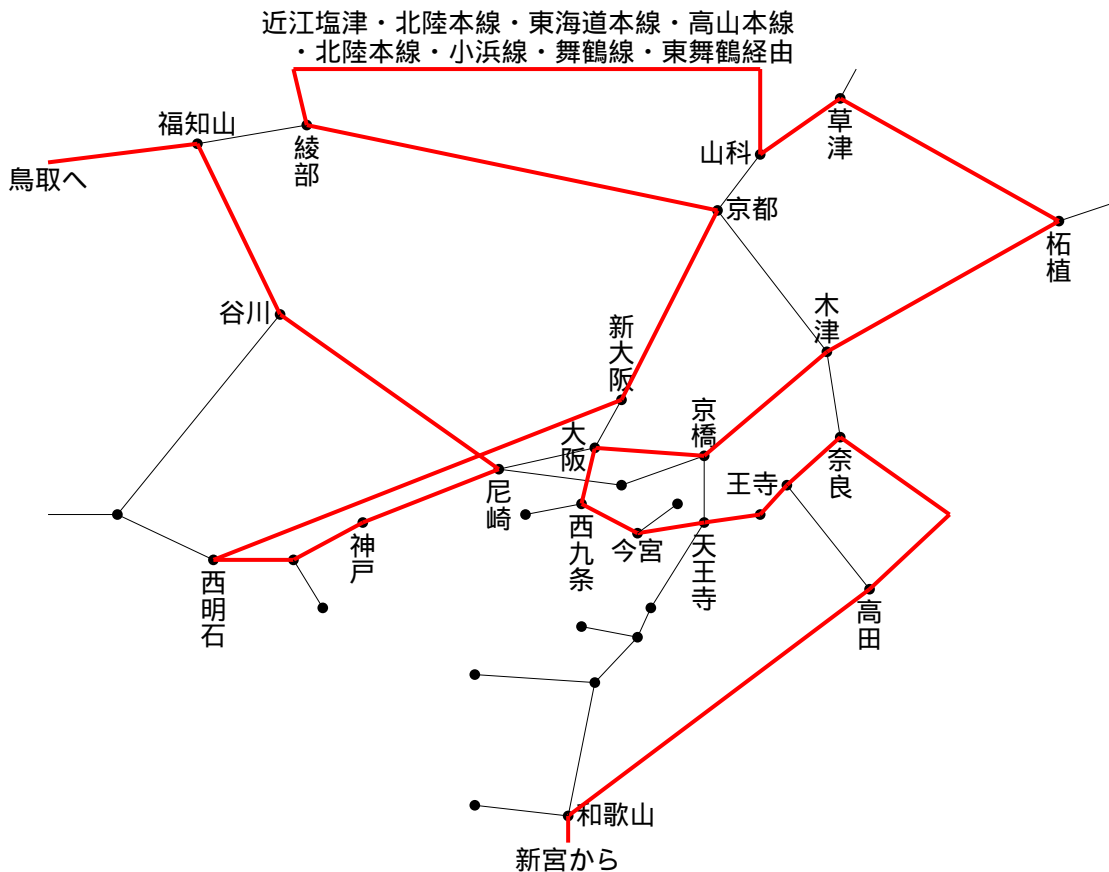 近江塩津・北陸本線・東海道本線・高山本線
・北陸本線・小浜線・舞鶴線・東舞鶴経由
福知山
綾部
山科
草津
鳥取へ
京都
柘植
谷川
木津
新大阪
京橋
大阪
奈良
王寺
尼崎
西九条
今宮
天王寺
神戸
西明石
高田
和歌山
新宮から